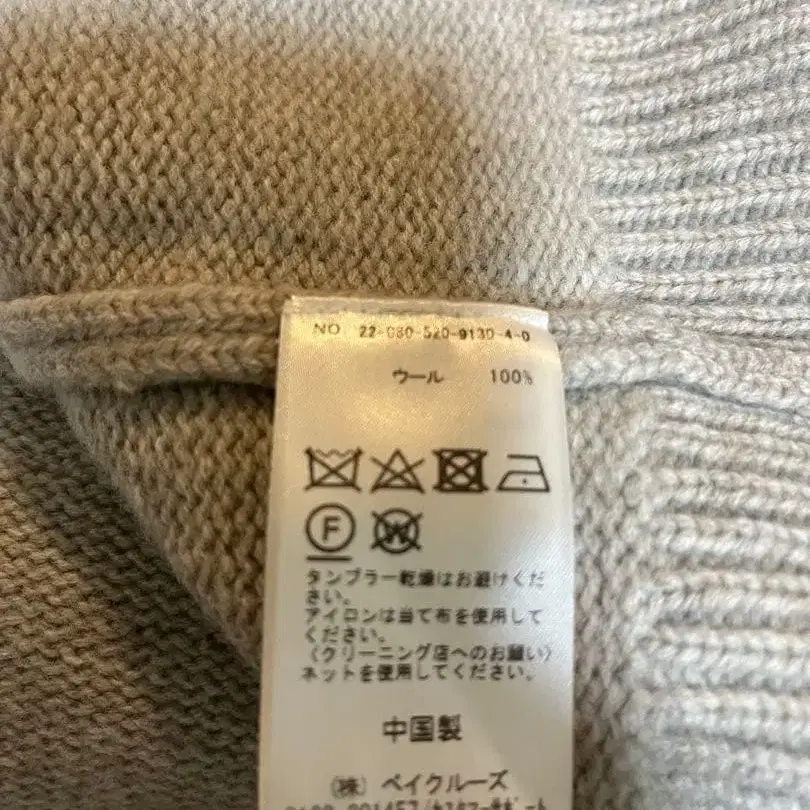 NO 22-080-520-9130-4-0
ウール 100%
F
W
タンブラー乾燥はお避けくだ
さい。
アイロンは当て布を使用して
ください。
〈クリーニング店へのお願い〉
ネットを使用してください。
中国製
(株) ベイクルーズ